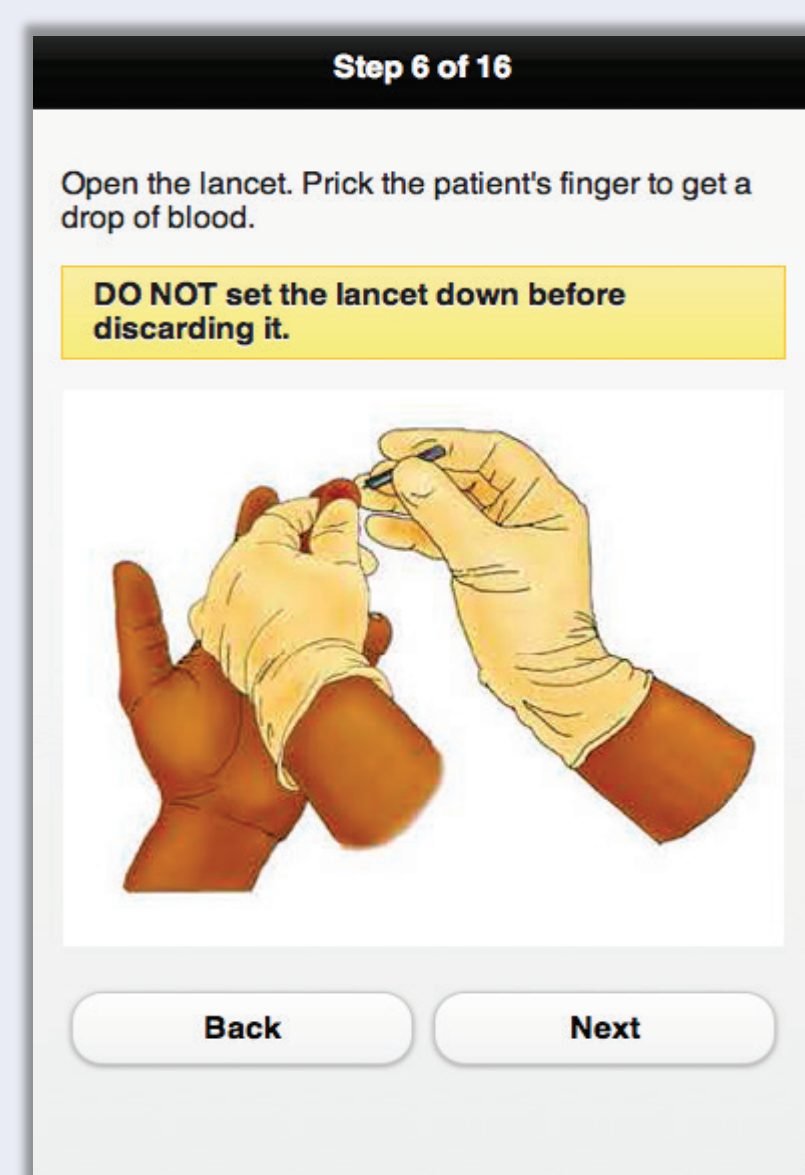 Step 6 of 16
Open the lancet. Prick the patient's finger to get a
drop of blood.
DO NOT set the lancet down before
discarding it.
Back
Next